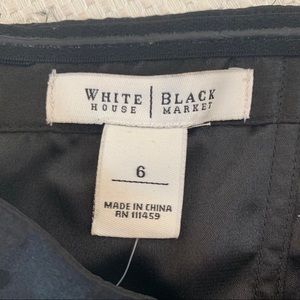 WHITE | BLACK
HOUSE | MARKET
6
MADE IN CHINA
RN 111459